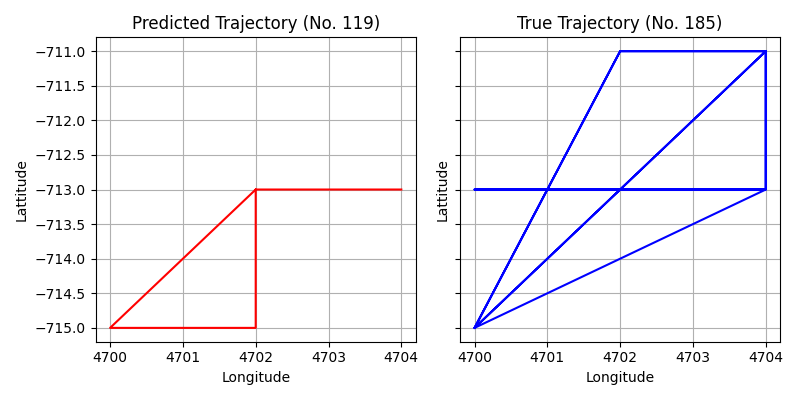 Predicted Trajectory (No. 119)
True Trajectory (No. 185)
Lattitude
−711.0
−711.5
−712.0
−712.5
−713.0
−713.5
−714.0
−714.5
−715.0
4700 4701 4702 4703 4704
Longitude
Lattitude
4700 4701 4702 4703 4704
Longitude